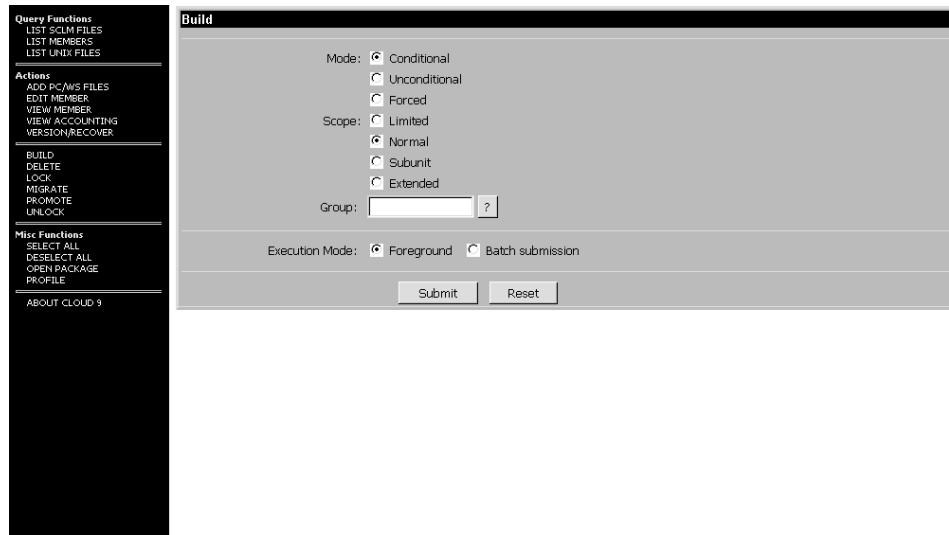 Query Functions
LIST SCLM FILES
LIST MEMBERS
LIST UNIX FILES
Actions
ADD PC/WS FILES
EDIT MEMBER
VIEW MEMBER
VIEW ACCOUNTING
VERSION/RECOVER
BUILD
DELETE
LOCK
MIGRATE
PROMOTE
UNLOCK
Misc Functions
SELECT ALL
DESELECT ALL
OPEN PACKAGE
PROFILE
ABOUT CLOUD 9
Build
Mode: Conditional
Unconditional
Forced
Scope: Limited
Normal
Subunit
Extended
Group: ?
Execution Mode: Foreground Batch submission
Submit Reset